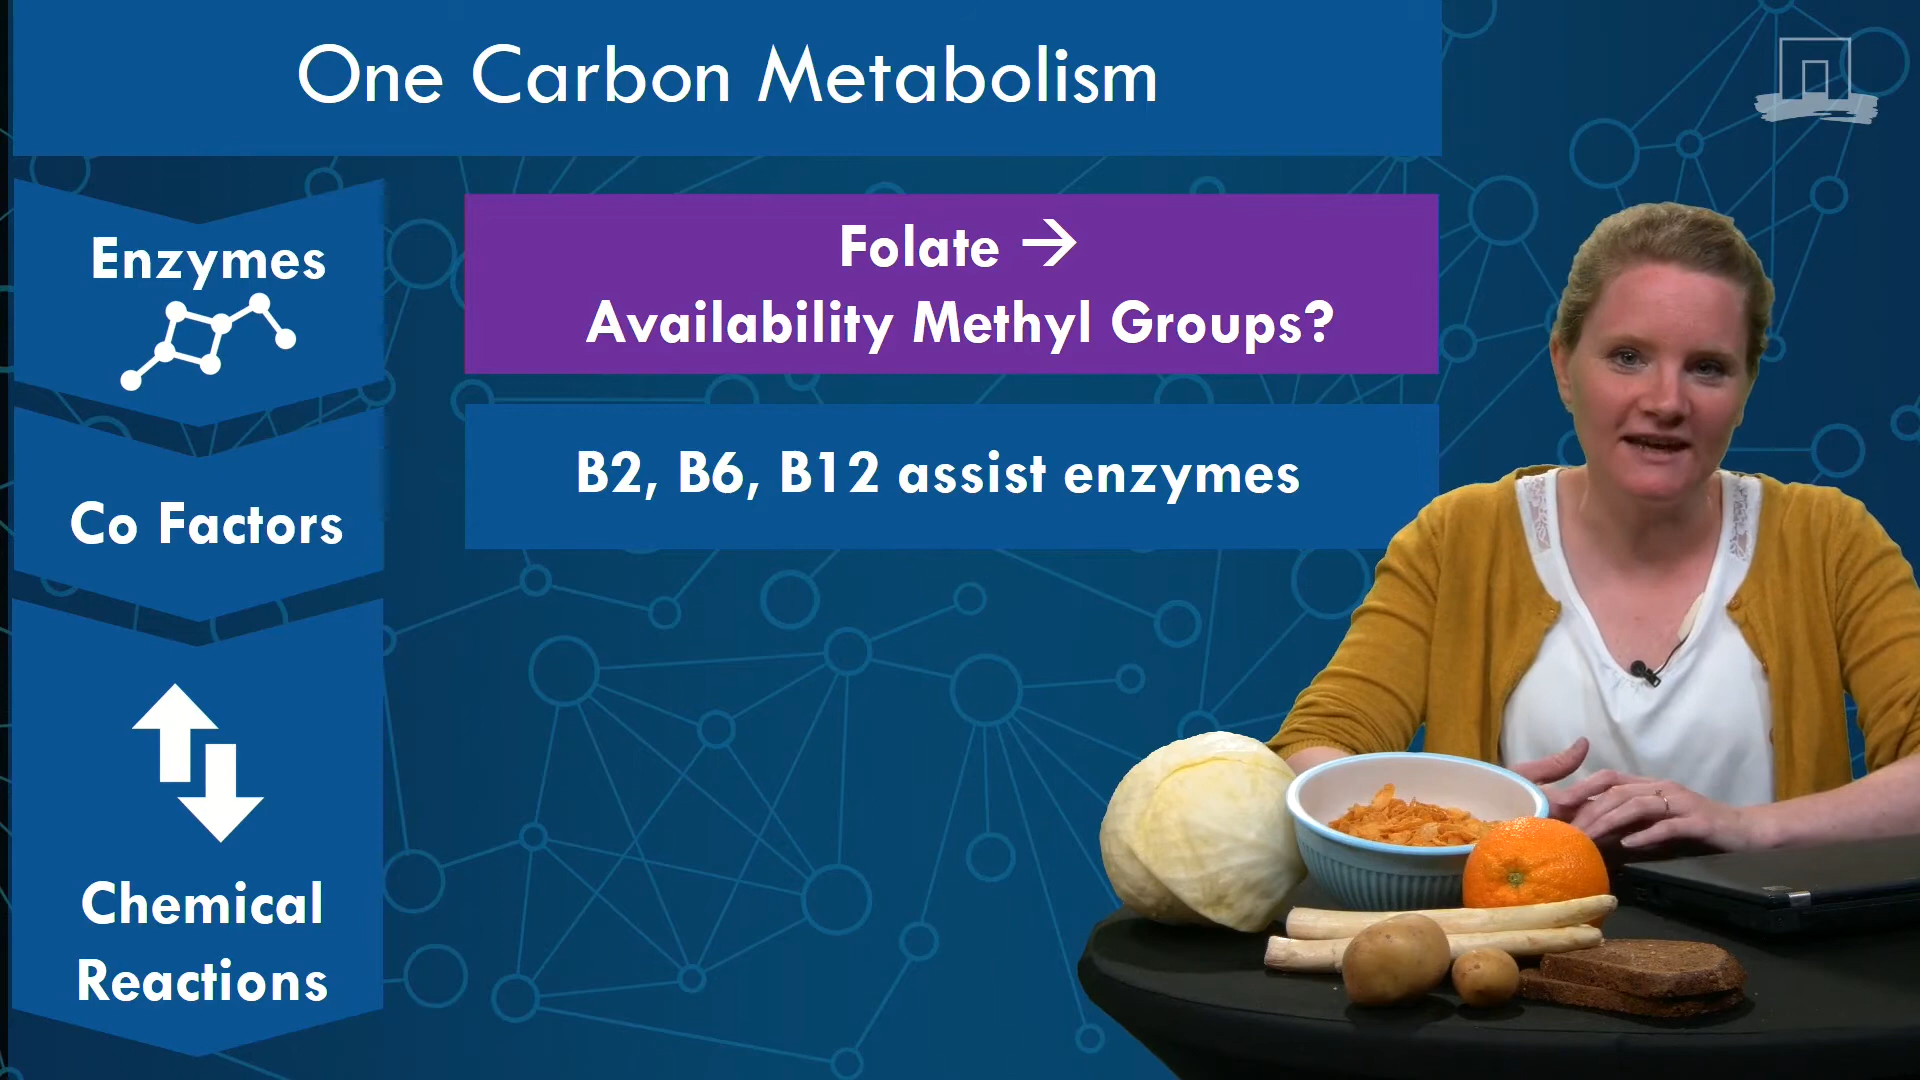 One Carbon Metabolism
Enzymes
Folate →
Availability Methyl Groups?
B2, B6, B12 assist enzymes
Co Factors
Chemical
Reactions